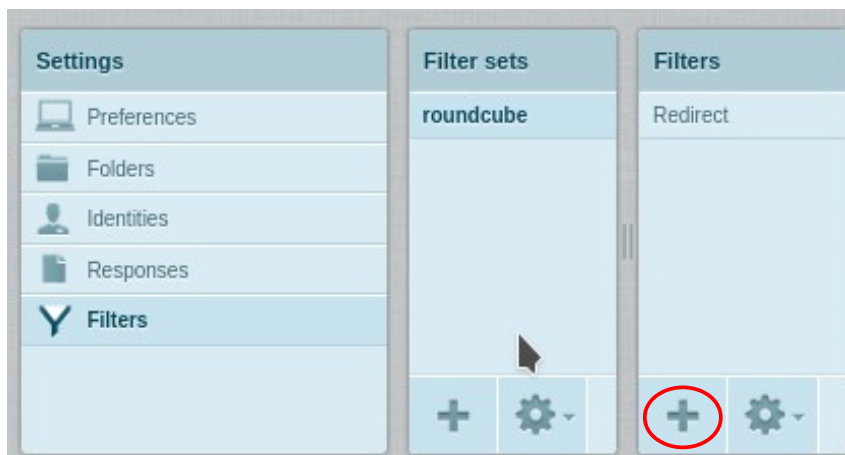 Settings
Preferences
Folders
Identities
Responses
Filters
Filter sets
roundcube
Filters
Redirect